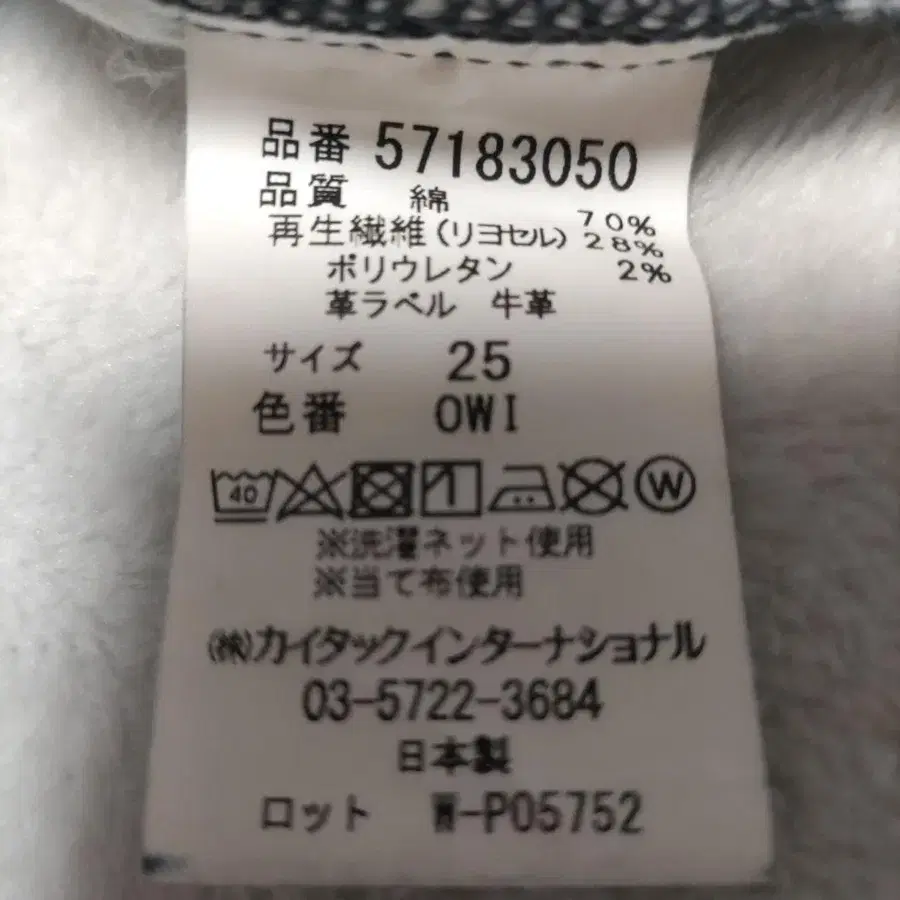 品番 57183050
品質 綿 70%
再生繊維(リヨセル) 28%
ポリウレタン 2%
革ラベル 牛革
サイズ 25
色番 OWI
40 W
※洗濯ネット使用
※当て布使用
㈱カイタックインターナショナル
03-5722-3684
日本製
ロット W-P05752